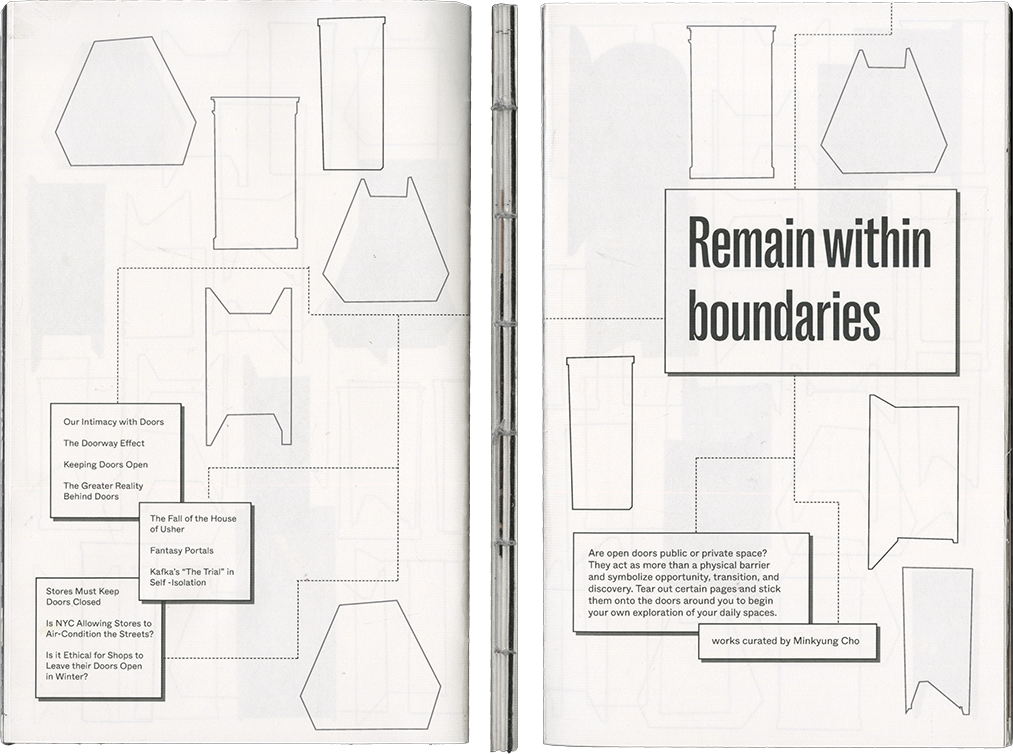 Our Intimacy with Doors
The Doorway Effect
Keeping Doors Open
The Greater Reality
Behind Doors
The Fall of the House
of Usher
Fantasy Portals
Kafka's “The Trial” in
Self -Isolation
Stores Must Keep
Doors Closed
Is NYC Allowing Stores to
Air-Condition the Streets?
Is it Ethical for Shops to
Leave their Doors Open
in Winter?
Remain within
boundaries
Are open doors public or private space?
They act as more than a physical barrier
and symbolize opportunity, transition, and
discovery. Tear out certain pages and stick
them onto the doors around you to begin
your own exploration of your daily spaces.
works curated by Minkyung Cho